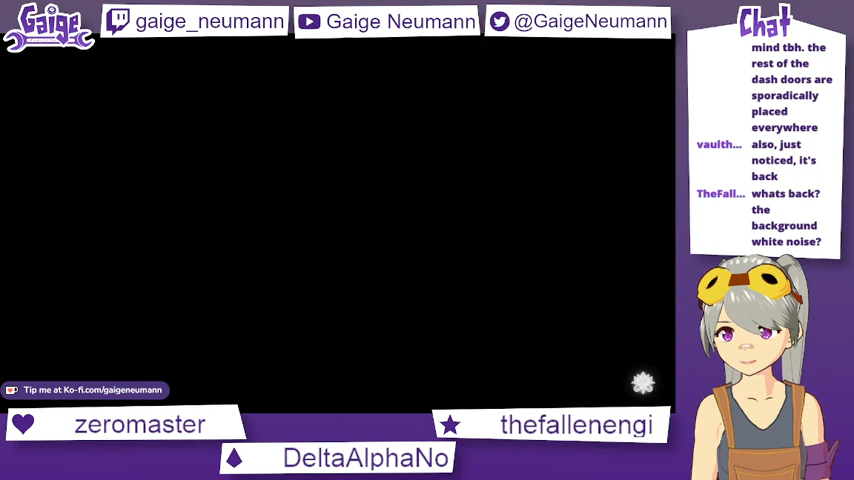 Gaige
gaige_neumann
Gaige Neumann
@GaigeNeumann
Chat
mind tbh. the
rest of the
dash doors are
sporadically
placed
everywhere
vaulth... also, just
noticed, it's
back
TheFall... whats back?
the
background
white noise?
Tip me at Ko-fi.com/gaigeneumann
zeromaster
thefallenengi
DeltaAlphaNo